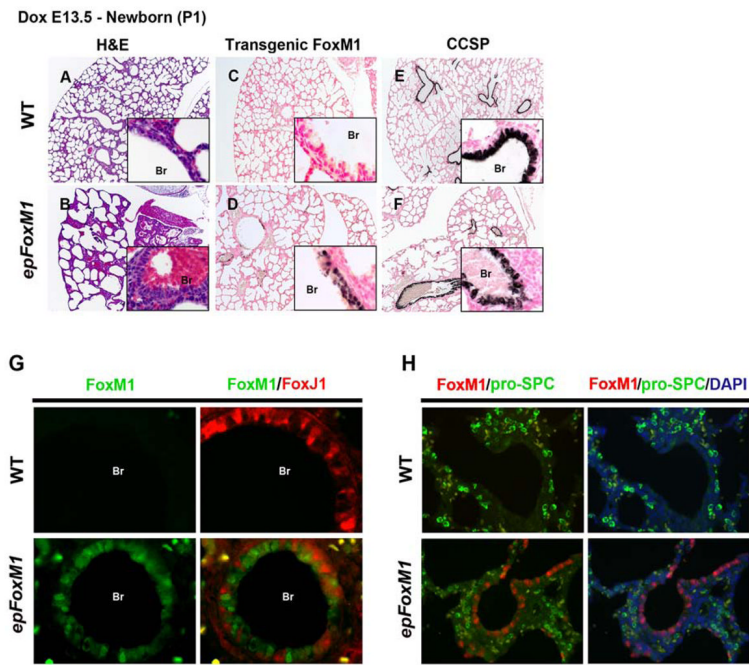 Dox E13.5 - Newborn (P1)
H&E Transgenic FoxM1 CCSP
WT
A C E
Br Br Br
epFoxM1
B D F
Br Br Br
G H
FoxM1 FoxM1/FoxJ1 FoxM1/pro-SPC FoxM1/pro-SPC/DAPI
WT WT
Br Br
epFoxM1 epFoxM1
Br Br